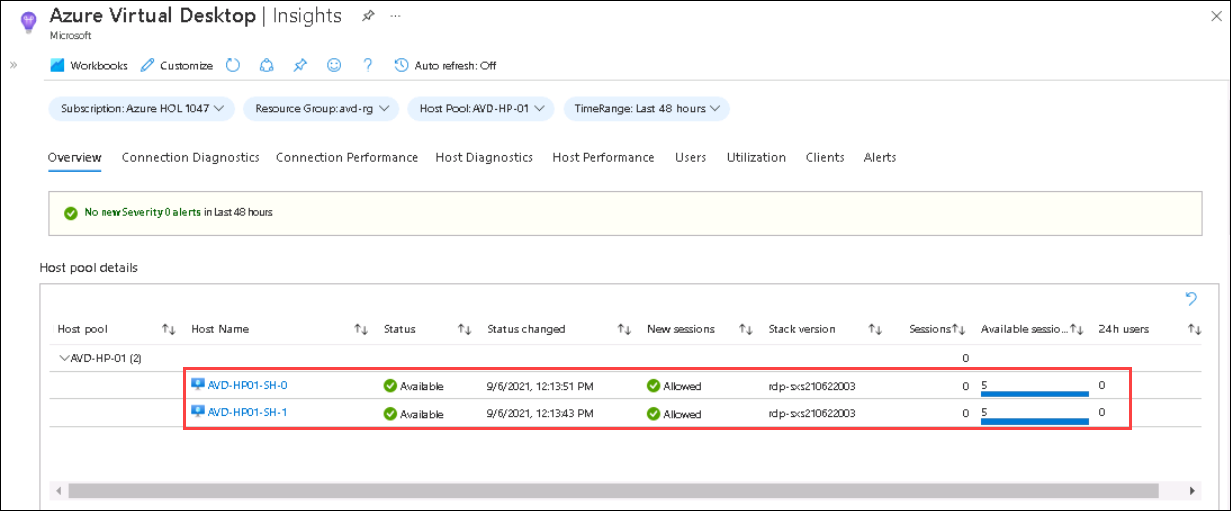 Azure Virtual Desktop | Insights
Microsoft
Workbooks Customize Auto refresh: Off
Subscription: Azure HOL 1047 Resource Group: avd-rg Host Pool: AVD-HP-01 TimeRange: Last 48 hours
Overview Connection Diagnostics Connection Performance Host Diagnostics Host Performance Users Utilization Clients Alerts
No new Severity 0 alerts in Last 48 hours
Host pool details
Host pool Host Name Status Status changed New sessions Stack version Sessions Available sessio... 24h users
AVD-HP-01 (2) 0
AVD-HP01-SH-0 Available 9/6/2021, 12:13:51 PM Allowed rdp-sxs210622003 0 5 0
AVD-HP01-SH-1 Available 9/6/2021, 12:13:43 PM Allowed rdp-sxs210622003 0 5 0